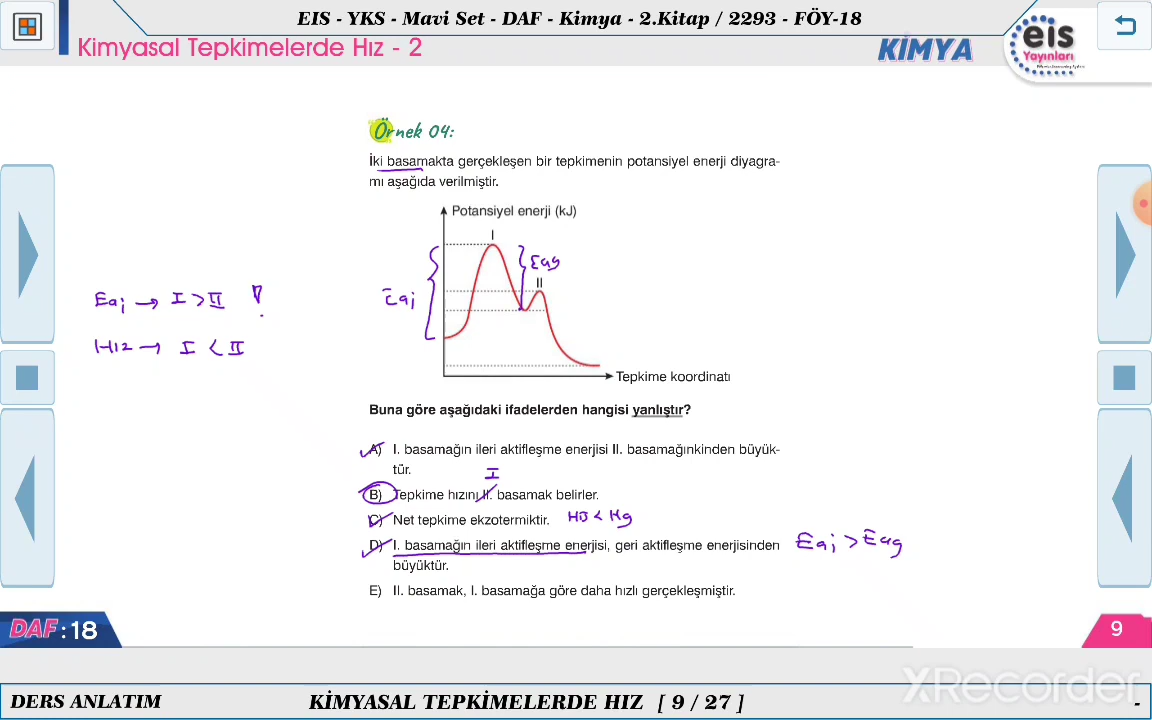 EIS - YKS - Mavi Set - DAF - Kimya - 2.Kitap / 2293 - FÖY-18
Kimyasal Tepkimelerde Hız - 2
KİMYA
eis
Yayınları
Örnek 04:
İki basamakta gerçekleşen bir tepkimenin potansiyel enerji diyagra-
mı aşağıda verilmiştir.
Potansiyel enerji (kJ)
I
Eag
II
Eai
Eai → I > II !
Hız → I < II
Tepkime koordinatı
Buna göre aşağıdaki ifadelerden hangisi yanlıştır?
A) I. basamağın ileri aktifleşme enerjisi II. basamağınkinden büyük-
tür.
I
B) Tepkime hızını II. basamak belirler.
C) Net tepkime ekzotermiktir. HÜ < Hg
D) I. basamağın ileri aktifleşme enerjisi, geri aktifleşme enerjisinden Eai > Eag
büyüktür.
E) II. basamak, I. basamağa göre daha hızlı gerçekleşmiştir.
DAF : 18
9
XRecorder
DERS ANLATIM KİMYASAL TEPKİMELERDE HIZ [ 9 / 27 ] -